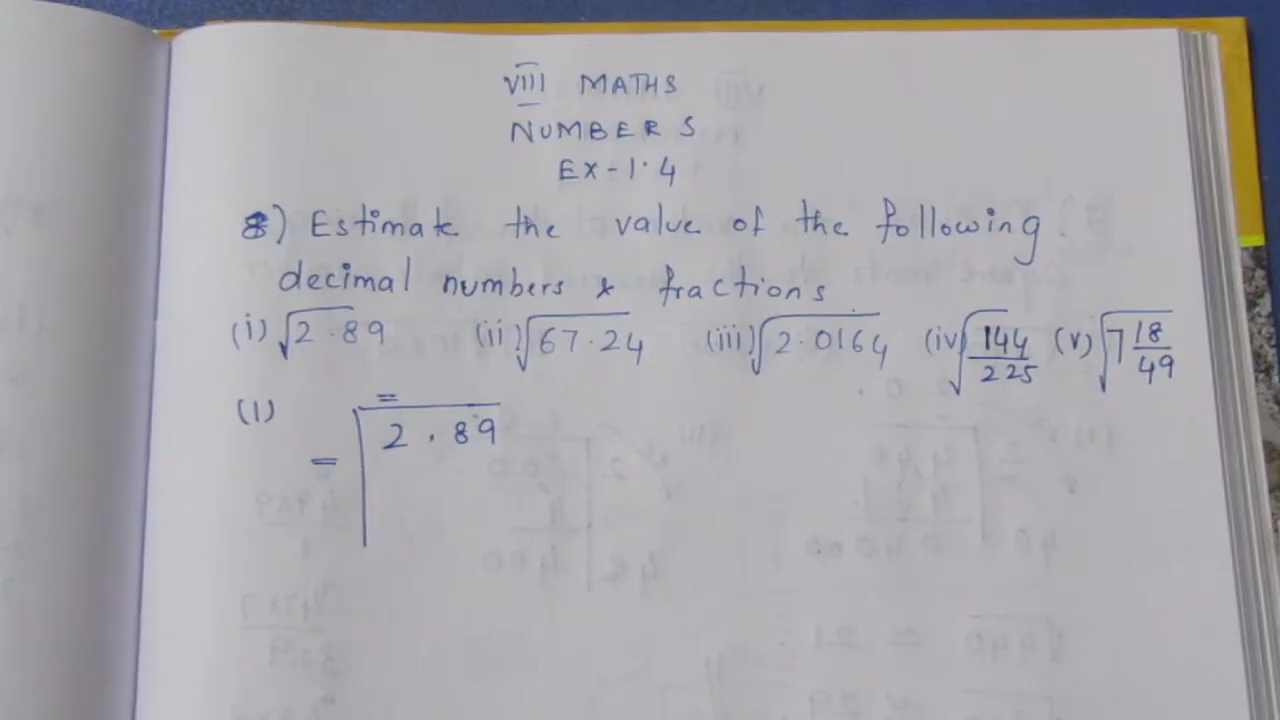 VIII MATHS
NUMBERS
EX-1.4
8) Estimate the value of the following
decimal numbers & fractions
(i) √2.89 (ii) √67.24 (iii) √2.0164 (iv) √144/225 (v) √7 18/49
(1)
= √2.89